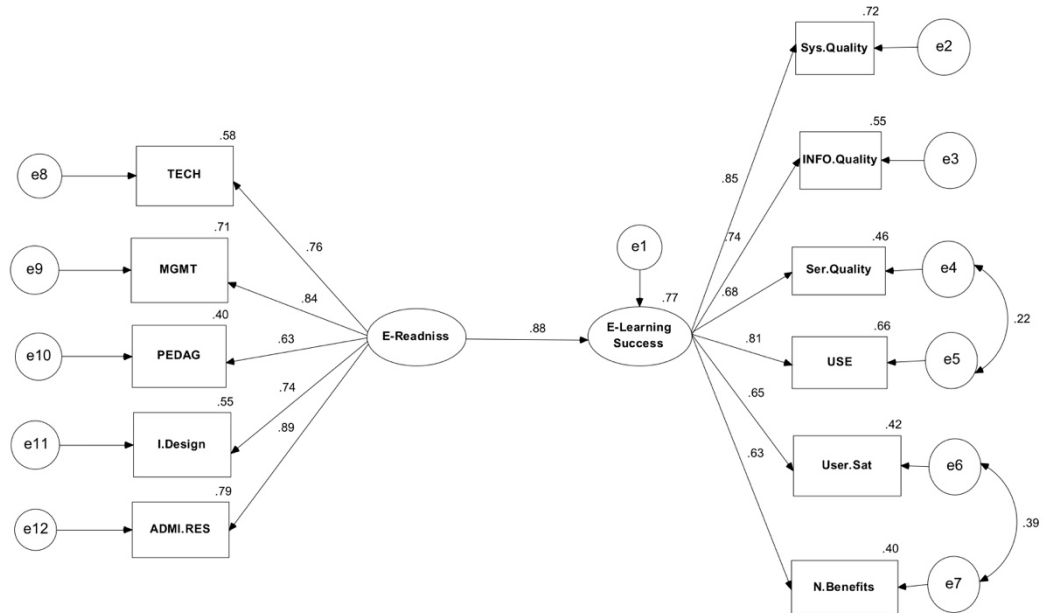 .72
Sys.Quality
e2
.58
.55
e8
TECH
INFO.Quality
e3
.85
.71
.76
.74
.46
e1
e9
MGMT
Ser.Quality
e4
.84
.68
.77
.40
.22
E-Readniss
.88
E-Learning
Success
.66
e10
PEDAG
.63
.81
USE
e5
.74
.65
.55
.89
.42
e11
I.Design
.63
User.Sat
e6
.79
e12
ADMI.RES
.39
.40
N.Benefits
e7